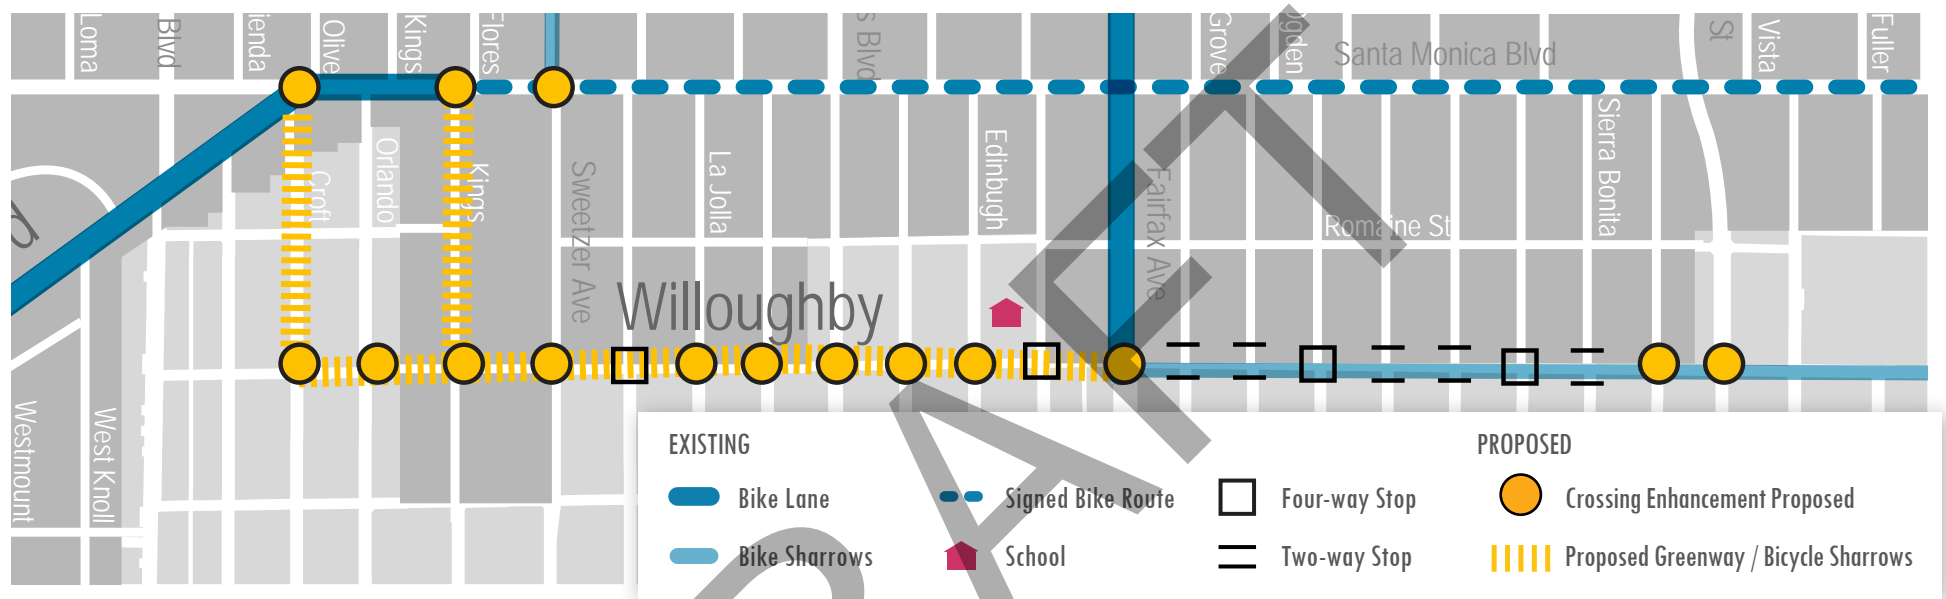 Loma
Blvd
ienda
Olive
Kings
Flores
s Blvd
Grove
gden
Santa Monica Blvd
St
Vista
Fuller
Croft
Orlando
Kings
Sweetzer Ave
La Jolla
Edinbugh
Fairfax Ave
Romaine St
Sierra Bonita
d
Willoughby
Westmount
West Knoll
DRAFT
EXISTING
PROPOSED
Bike Lane
Signed Bike Route
Four-way Stop
Crossing Enhancement Proposed
Bike Sharrows
School
Two-way Stop
Proposed Greenway / Bicycle Sharrows